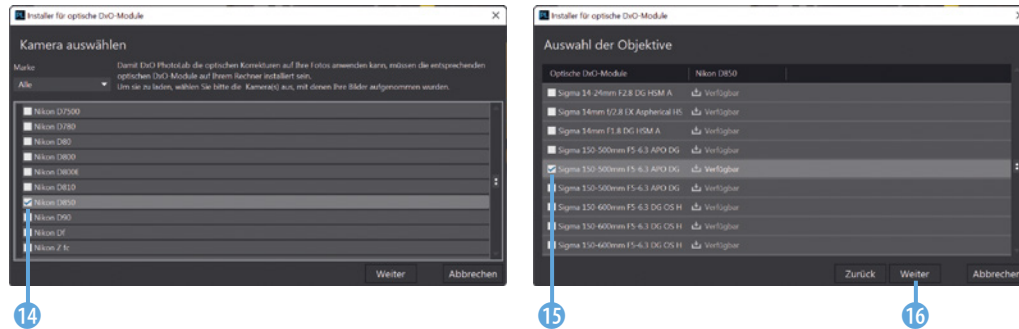 Installer für optische DxO-Module
Kamera auswählen
Marke
Alle
Damit DxO PhotoLab die optischen Korrekturen auf Ihre Fotos anwenden kann, müssen die entsprechenden
optischen DxO-Module auf Ihrem Rechner installiert sein.
Um sie zu laden, wählen Sie bitte die Kamera(s) aus, mit denen Ihre Bilder aufgenommen wurden.
Nikon D7500
Nikon D780
Nikon D80
Nikon D800
Nikon D800E
Nikon D810
Nikon D850
Nikon D90
Nikon Df
Nikon Z fc
Weiter
Abbrechen
14
Installer für optische DxO-Module
Auswahl der Objektive
Optische DxO-Module
Nikon D850
Sigma 14-24mm F2.8 DG HSM A Verfügbar
Sigma 14mm f/2.8 EX Aspherical HS Verfügbar
Sigma 14mm F1.8 DG HSM A Verfügbar
Sigma 150-500mm F5-6.3 APO DG Verfügbar
Sigma 150-500mm F5-6.3 APO DG Verfügbar
Sigma 150-500mm F5-6.3 APO DG Verfügbar
Sigma 150-600mm F5-6.3 DG OS H Verfügbar
Sigma 150-600mm F5-6.3 DG OS H Verfügbar
Sigma 150-600mm F5-6.3 DG OS H Verfügbar
Zurück
Weiter
Abbrechen
15
16